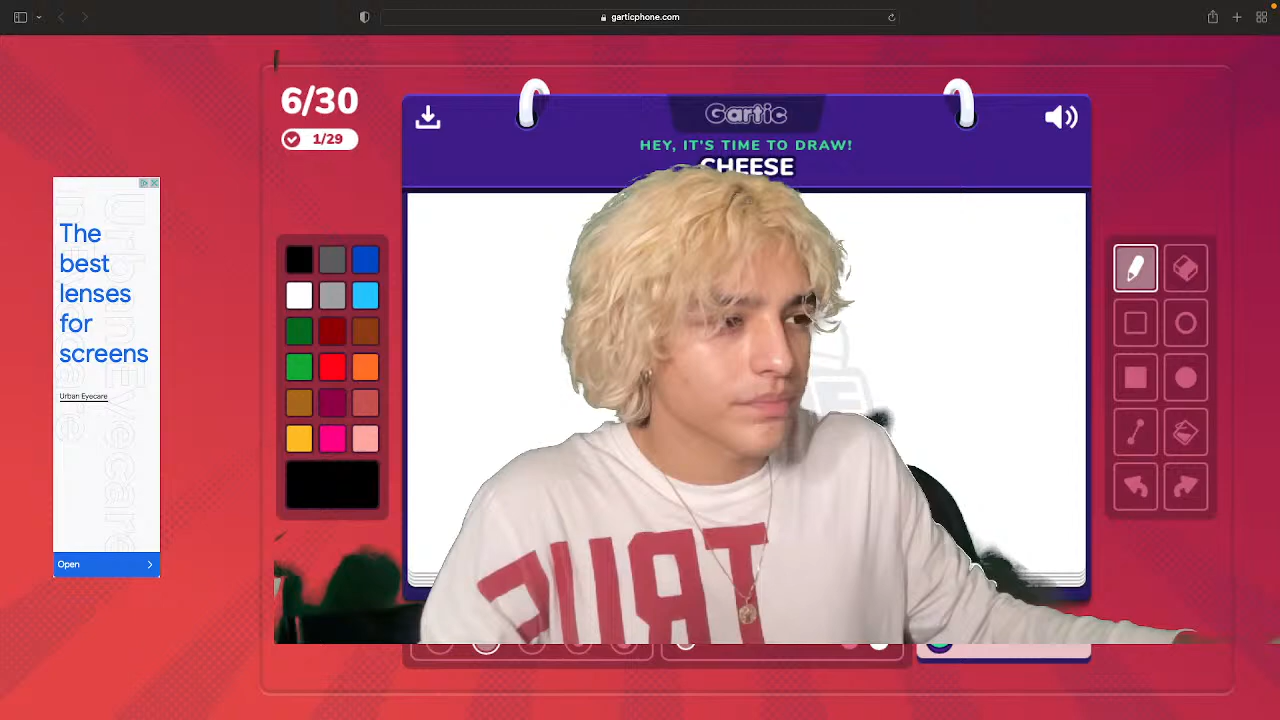 garticphone.com
6/30
1/29
Gartic
HEY, IT'S TIME TO DRAW!
CHEESE
The
best
lenses
for
screens
Urban Eyecare
Open
TRUE